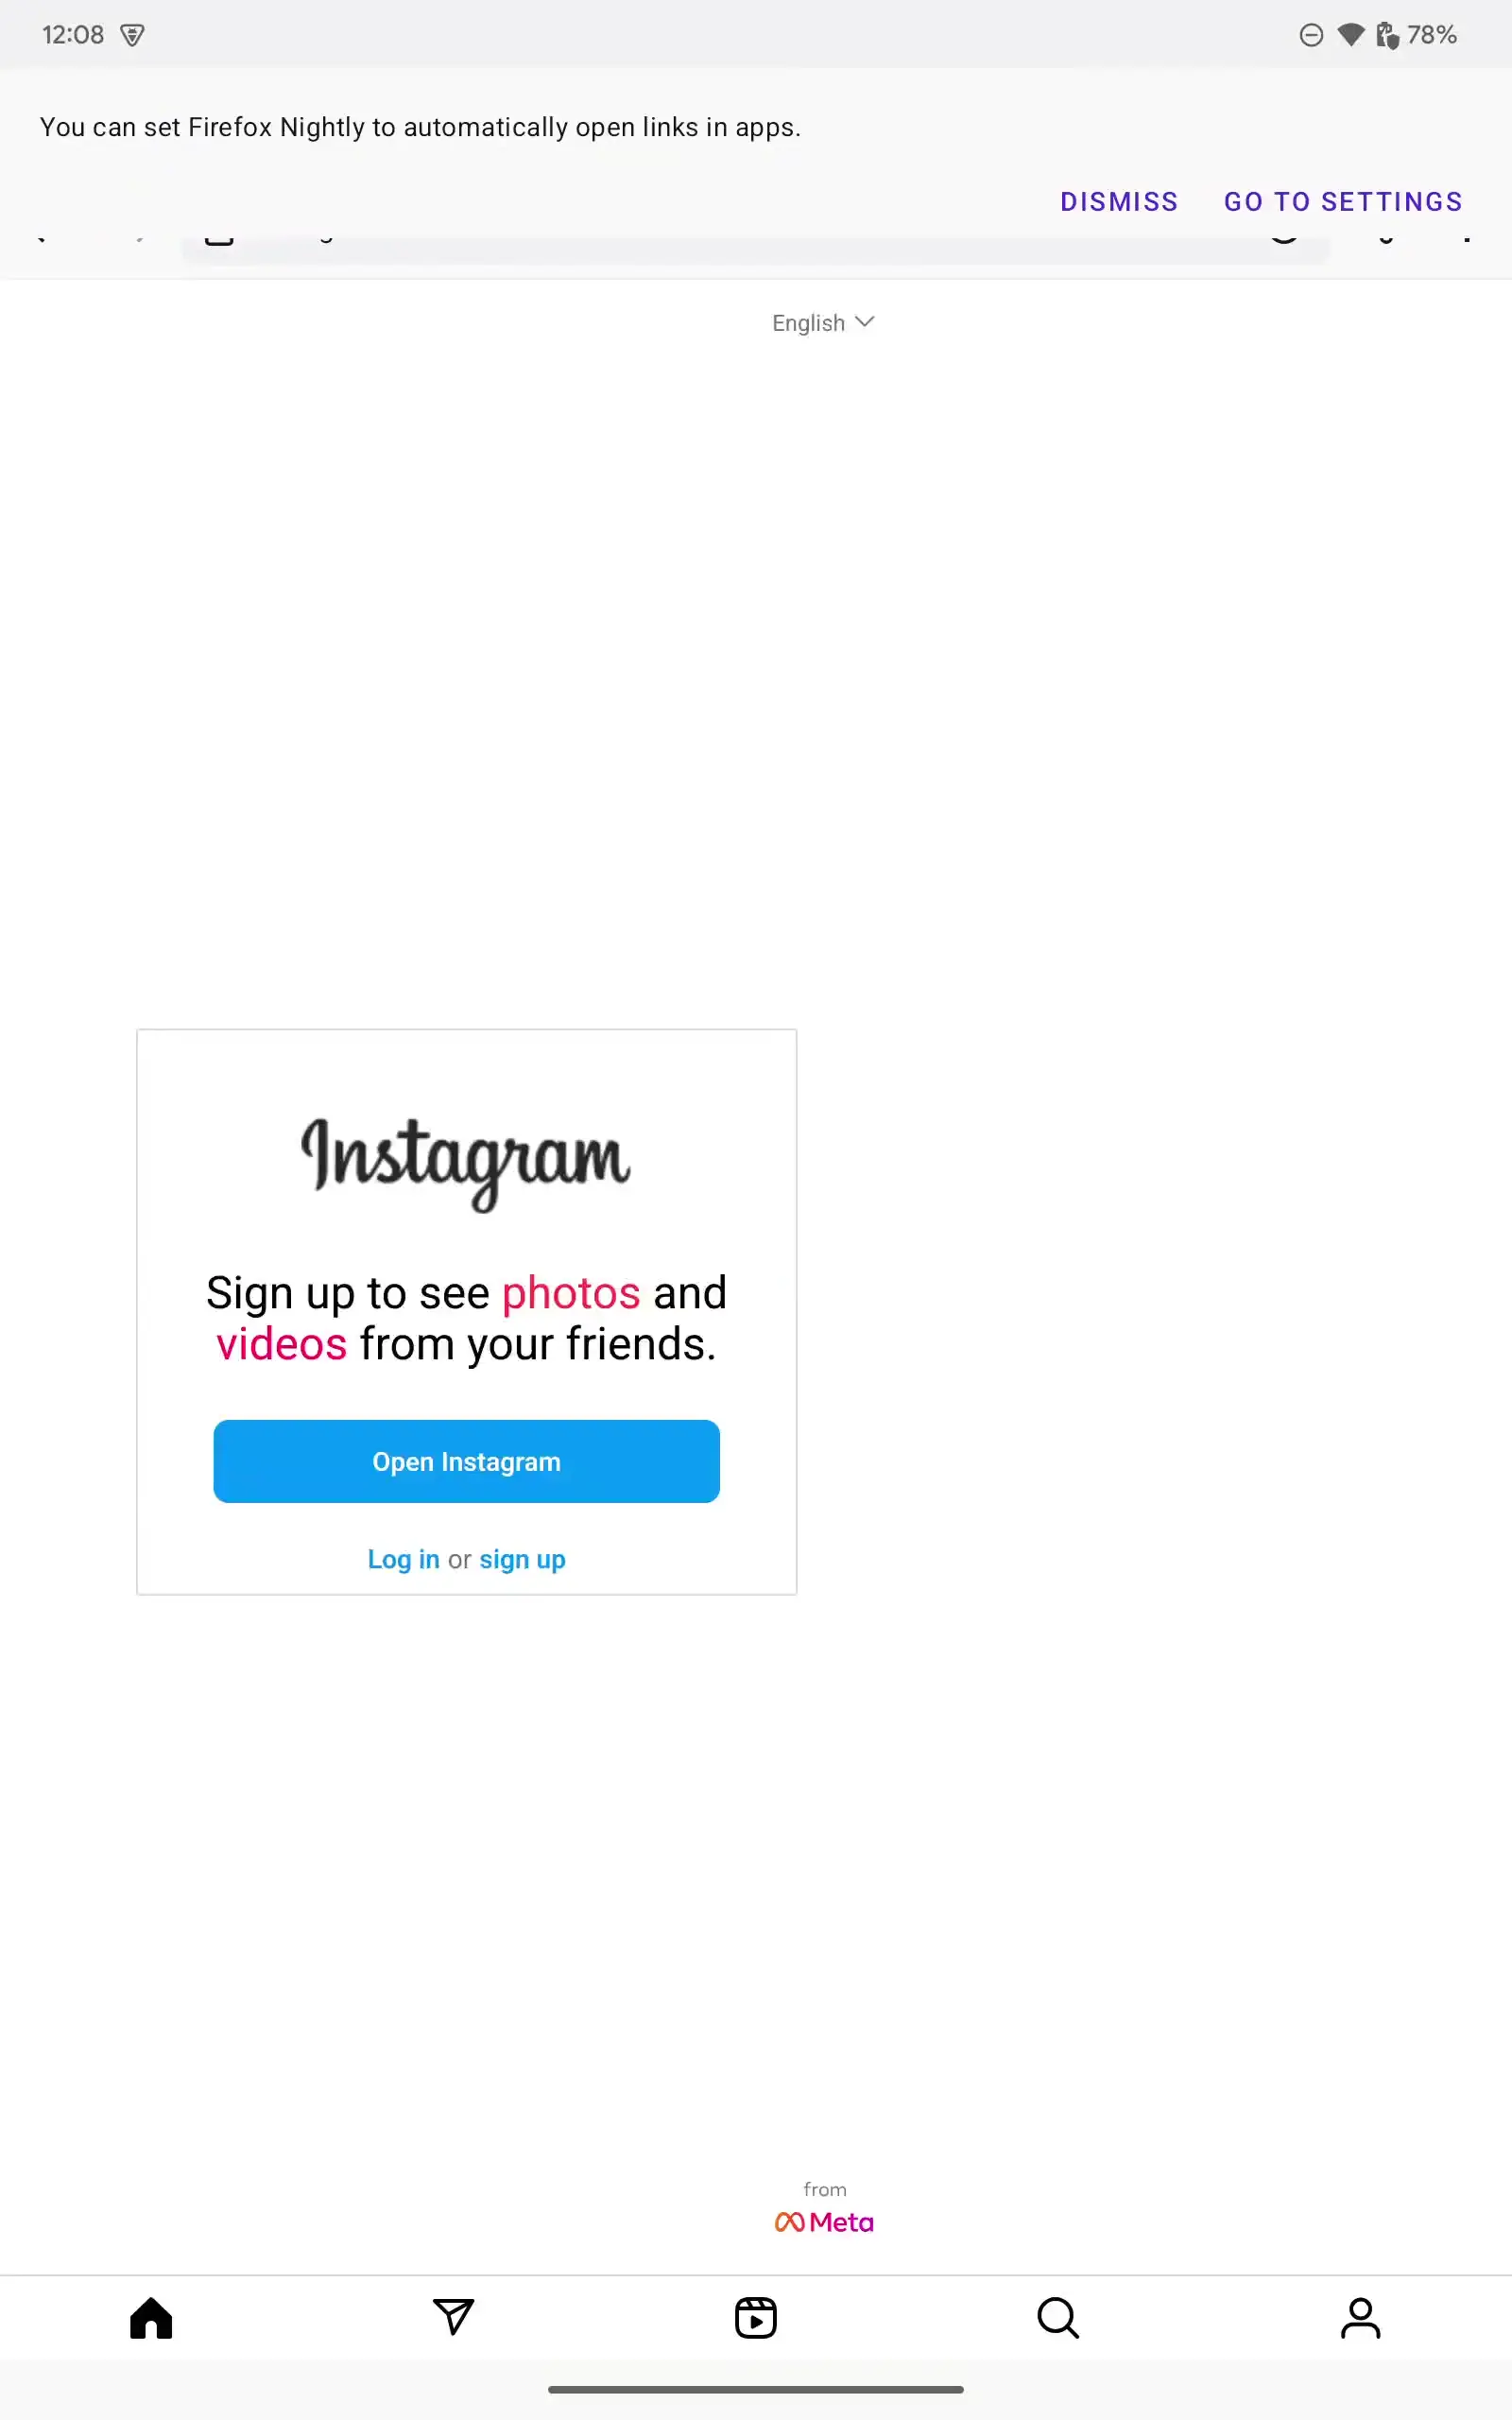 12:08
78%
You can set Firefox Nightly to automatically open links in apps.
DISMISS GO TO SETTINGS
English
Instagram
Sign up to see photos and
videos from your friends.
Open Instagram
Log in or sign up
from
Meta